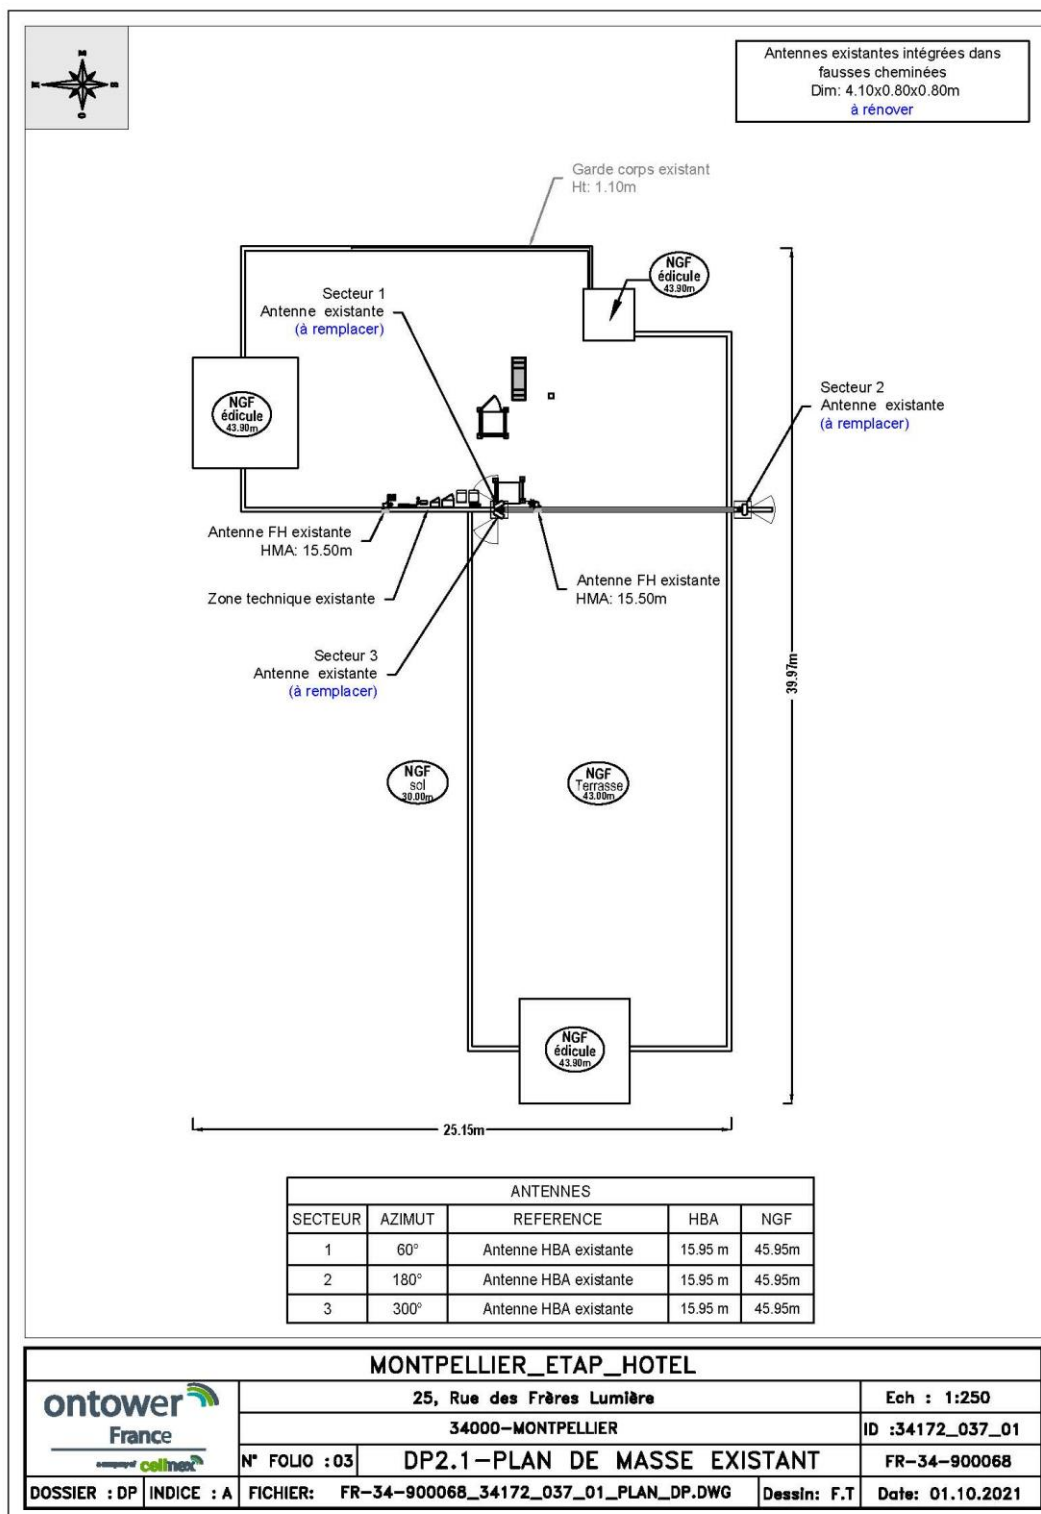 Antennes existantes intégrées dans
fausses cheminées
Dim: 4.10x0.80x0.80m
à rénover
Garde corps existant
Ht: 1.10m
NGF
édicule
43.90m
Secteur 1
Antenne existante
(à remplacer)
NGF
édicule
43.90m
Secteur 2
Antenne existante
(à remplacer)
Antenne FH existante
HMA: 15.50m
Zone technique existante
Antenne FH existante
HMA: 15.50m
Secteur 3
Antenne existante
(à remplacer)
39.97m
NGF
sol
30.00m
NGF
Terrasse
43.00m
NGF
édicule
43.90m
25.15m
ANTENNES
SECTEUR AZIMUT REFERENCE HBA NGF
1 60° Antenne HBA existante 15.95 m 45.95m
2 180° Antenne HBA existante 15.95 m 45.95m
3 300° Antenne HBA existante 15.95 m 45.95m
MONTPELLIER_ETAP_HOTEL
ontower
France
a company of cellnex
25, Rue des Frères Lumière
Ech : 1:250
34000-MONTPELLIER
ID :34172_037_01
N° FOLIO :03
DP2.1-PLAN DE MASSE EXISTANT
FR-34-900068
DOSSIER : DP
INDICE : A
FICHIER: FR-34-900068_34172_037_01_PLAN_DP.DWG
Dessin: F.T
Date: 01.10.2021